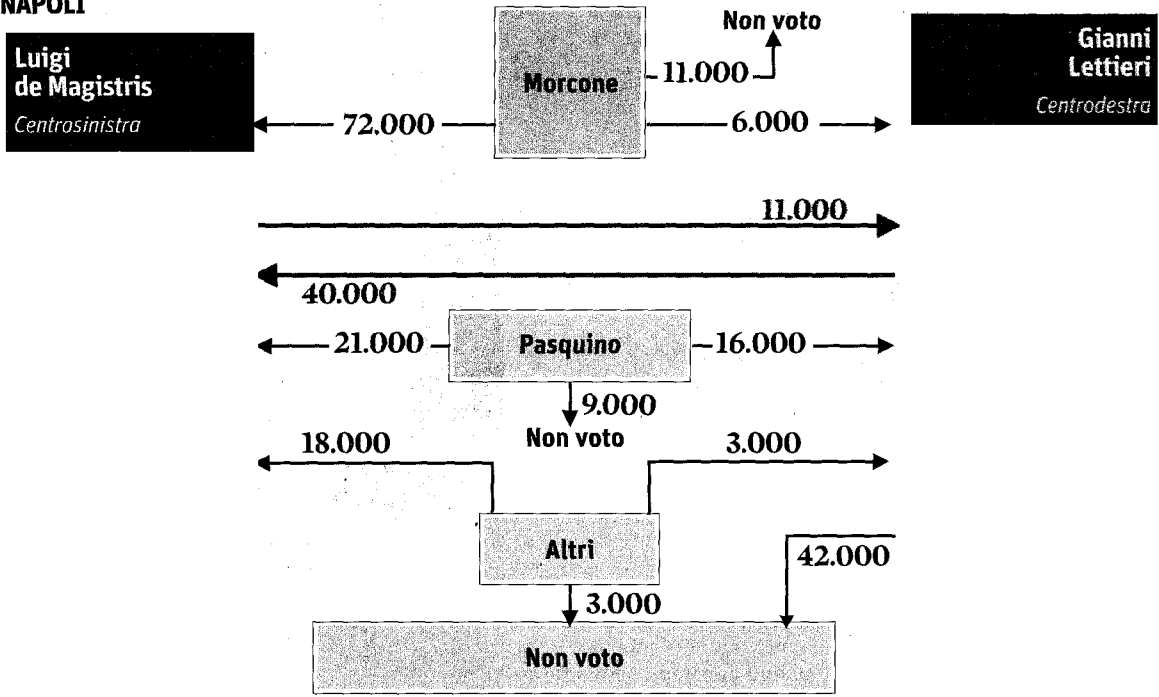 NAPOLI
Luigi
de Magistris
Centrosinistra
Morcone
Non voto
11.000
72.000
6.000
Gianni
Lettieri
Centrodestra
11.000
40.000
21.000
Pasquino
16.000
9.000
Non voto
18.000
3.000
Altri
42.000
3.000
Non voto